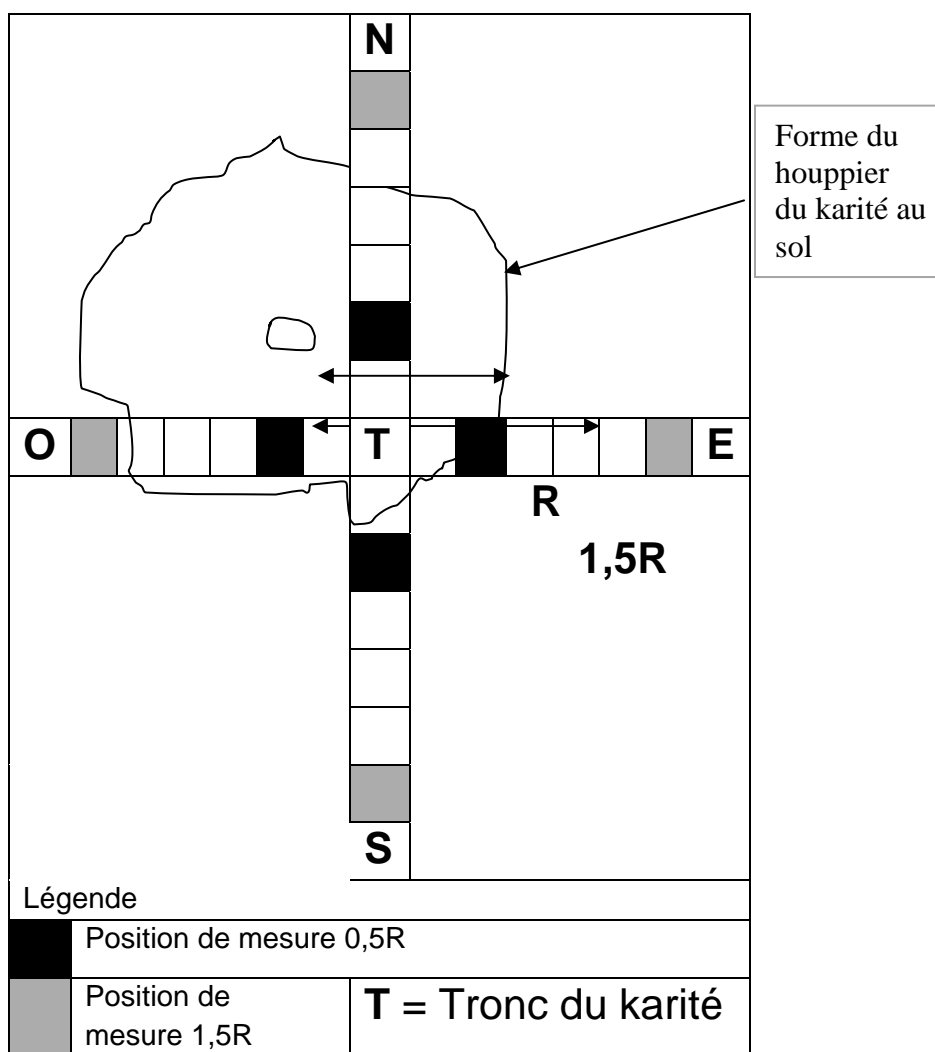 N
Forme du
houppier
du karité au
sol
O
T
E
R
1,5R
S
Légende
Position de mesure 0,5R
Position de
mesure 1,5R
T = Tronc du karité